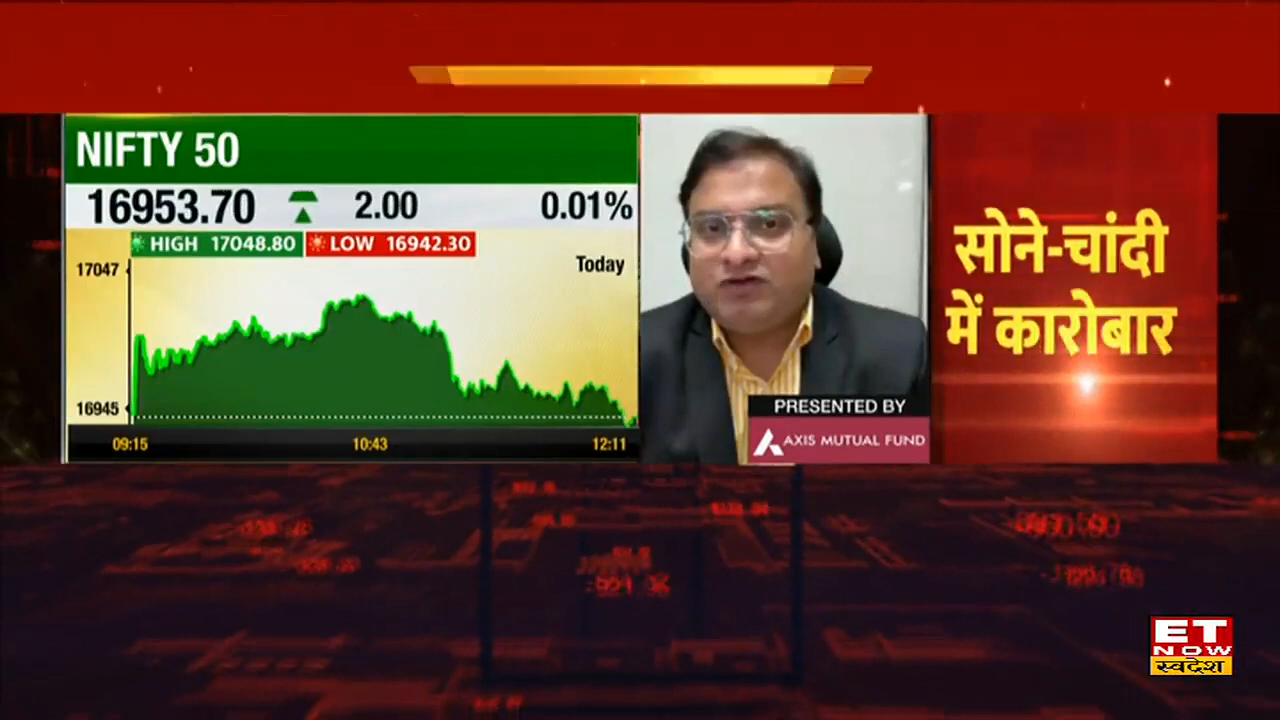 NIFTY 50
16953.70 2.00 0.01%
HIGH 17048.80 LOW 16942.30
Today
17047
16945
09:15 10:43 12:11
PRESENTED BY
AXIS MUTUAL FUND
सोने-चांदी
में कारोबार
ET
NOW
स्वदेश